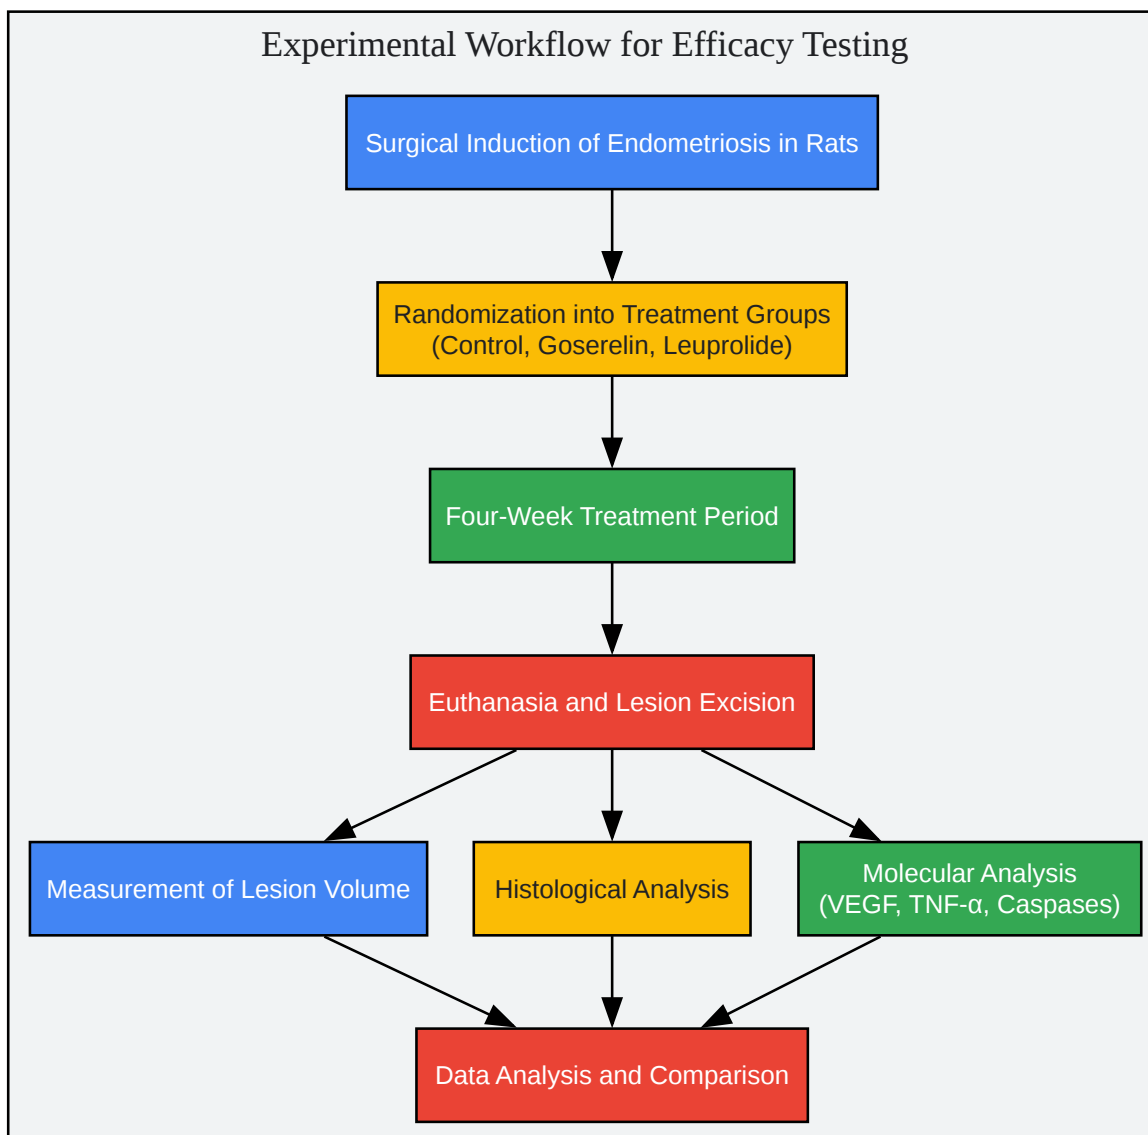 Experimental Workflow for Efficacy Testing
Surgical Induction of Endometriosis in Rats
Randomization into Treatment Groups
(Control, Goserelin, Leuprolide)
Four-Week Treatment Period
Euthanasia and Lesion Excision
Measurement of Lesion Volume
Histological Analysis
Molecular Analysis
(VEGF, TNF-α, Caspases)
Data Analysis and Comparison